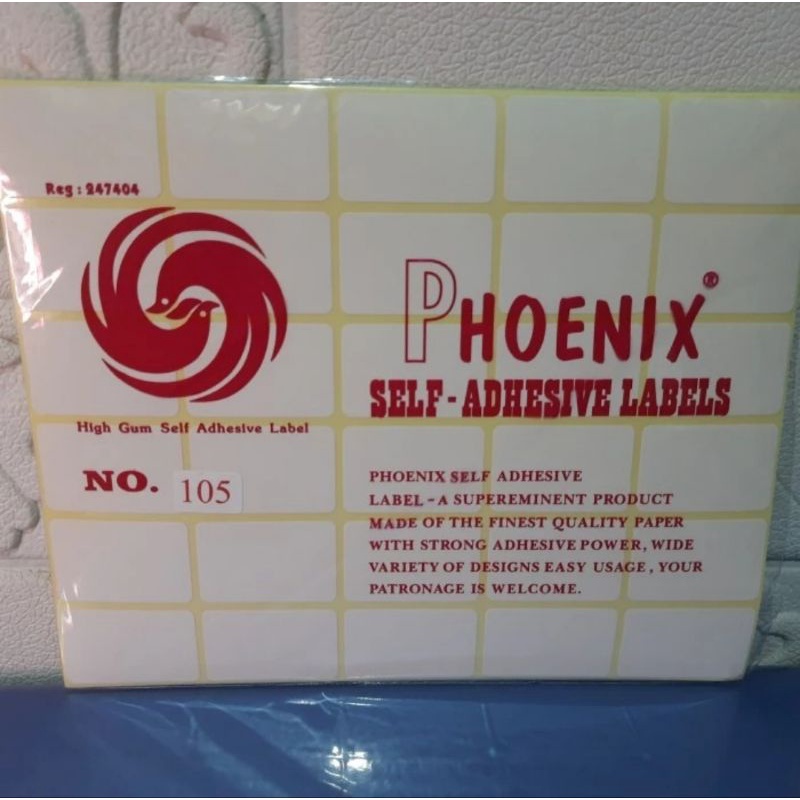 Reg : 247404
PHOENIX®
SELF-ADHESIVE LABELS
High Gum Self Adhesive Label
NO. 105
PHOENIX SELF ADHESIVE
LABEL - A SUPEREMINENT PRODUCT
MADE OF THE FINEST QUALITY PAPER
WITH STRONG ADHESIVE POWER, WIDE
VARIETY OF DESIGNS EASY USAGE, YOUR
PATRONAGE IS WELCOME.